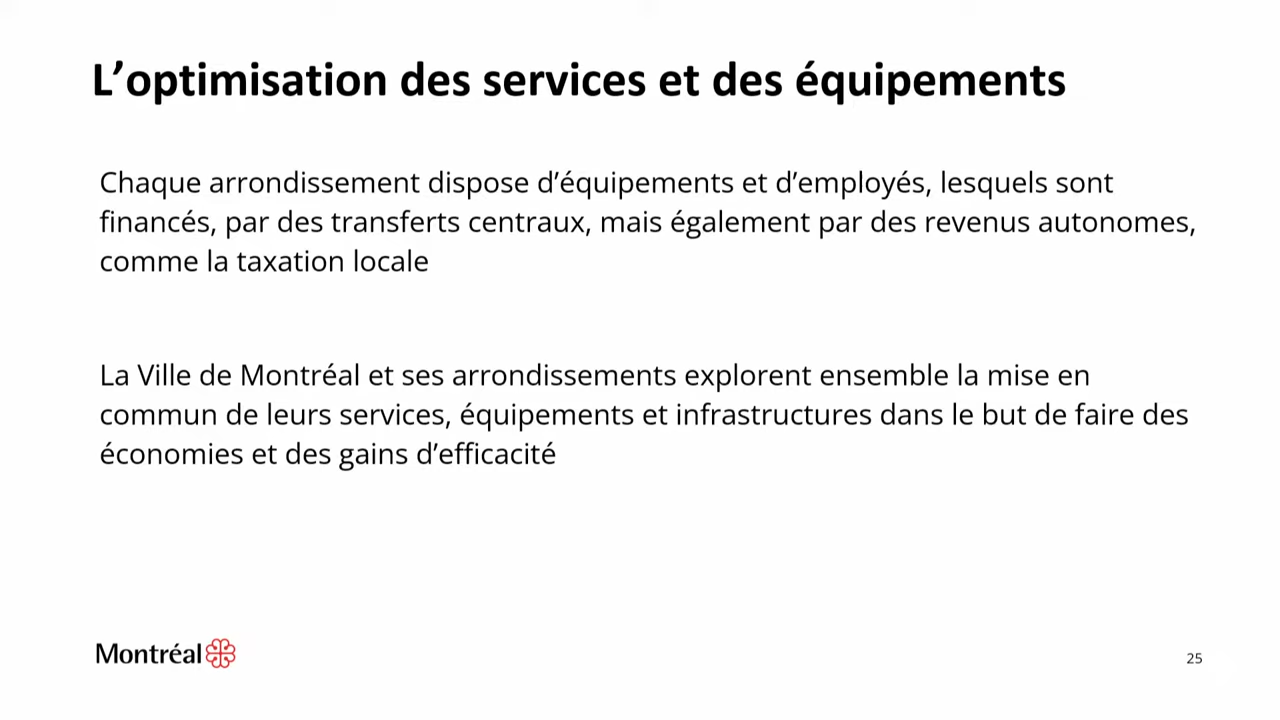 L’optimisation des services et des équipements
Chaque arrondissement dispose d’équipements et d’employés, lesquels sont
financés, par des transferts centraux, mais également par des revenus autonomes,
comme la taxation locale
La Ville de Montréal et ses arrondissements explorent ensemble la mise en
commun de leurs services, équipements et infrastructures dans le but de faire des
économies et des gains d’efficacité
Montréal
25